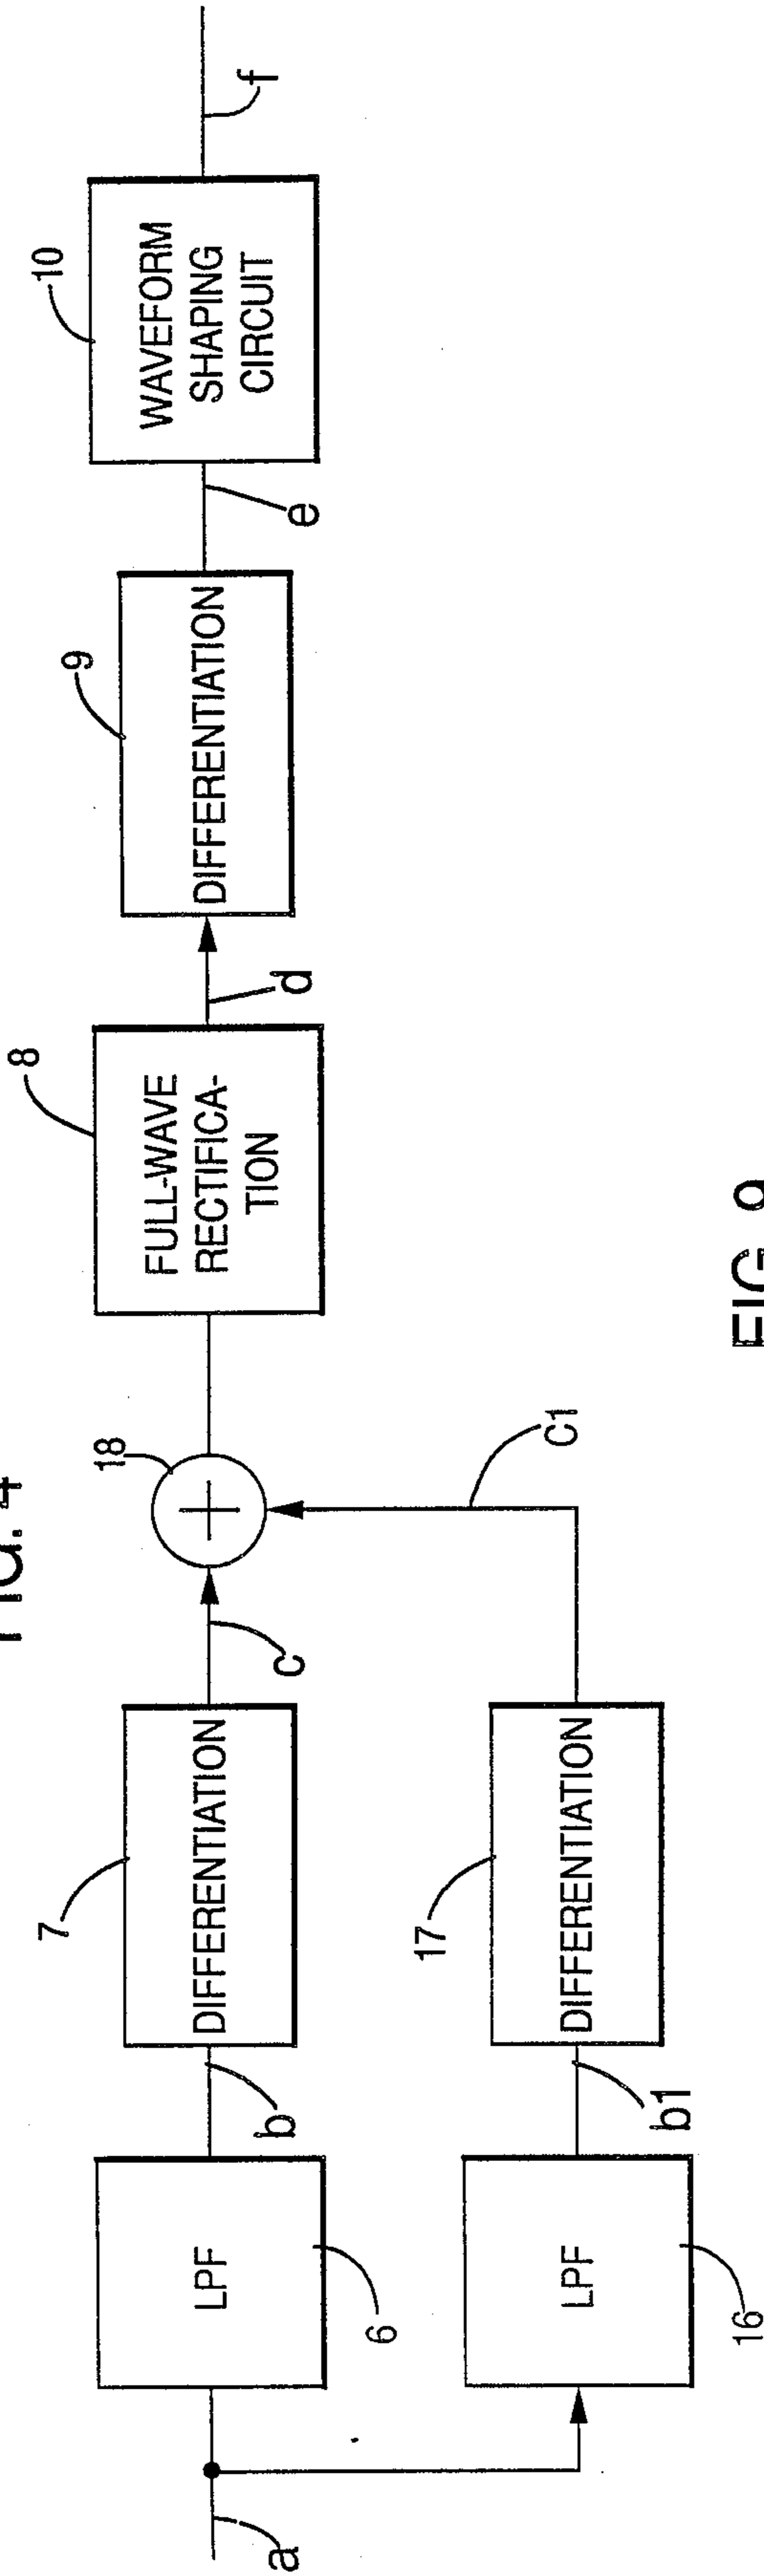 FIG. 4
a
LPF
6
b
DIFFERENTIATION
7
c
18
+
FULL-WAVE
RECTIFICA-
TION
8
d
DIFFERENTIATION
9
e
WAVEFORM
SHAPING
CIRCUIT
10
f
LPF
16
b1
DIFFERENTIATION
17
C1